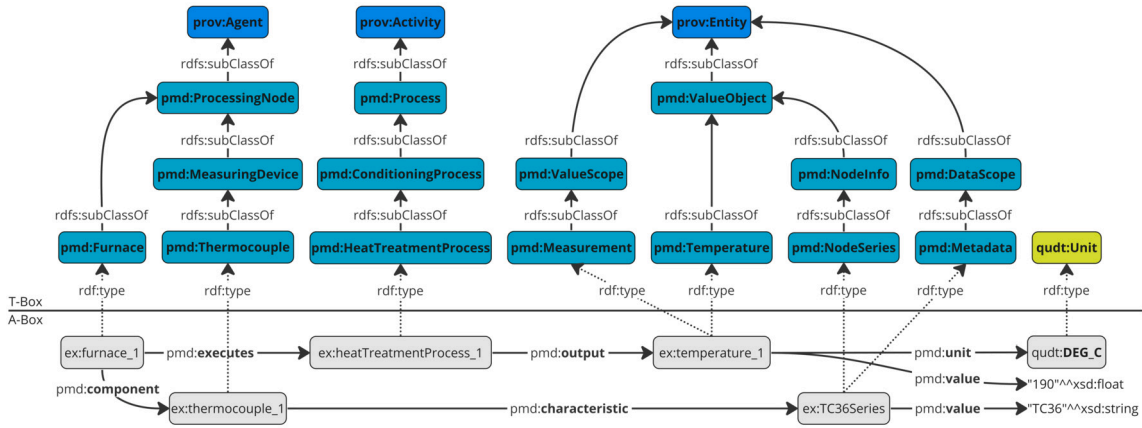 prov:Agent prov:Activity prov:Entity
rdfs:subClassOf rdfs:subClassOf rdfs:subClassOf
pmd:ProcessingNode pmd:Process pmd:ValueObject
rdfs:subClassOf rdfs:subClassOf rdfs:subClassOf rdfs:subClassOf rdfs:subClassOf
pmd:MeasuringDevice pmd:ConditioningProcess pmd:ValueScope pmd:NodeInfo pmd:DataScope
rdfs:subClassOf rdfs:subClassOf rdfs:subClassOf rdfs:subClassOf rdfs:subClassOf rdfs:subClassOf rdfs:subClassOf
pmd:Furnace pmd:Thermocouple pmd:HeatTreatmentProcess pmd:Measurement pmd:Temperature pmd:NodeSeries pmd:Metadata qudt:Unit
rdf:type rdf:type rdf:type rdf:type rdf:type rdf:type rdf:type rdf:type
T-Box
A-Box
ex:furnace_1 pmd:executes ex:heatTreatmentProcess_1 pmd:output ex:temperature_1 pmd:unit qudt:DEG_C
pmd:component pmd:value "190"^^xsd:float
ex:thermocouple_1 pmd:characteristic ex:TC36Series pmd:value "TC36"^^xsd:string